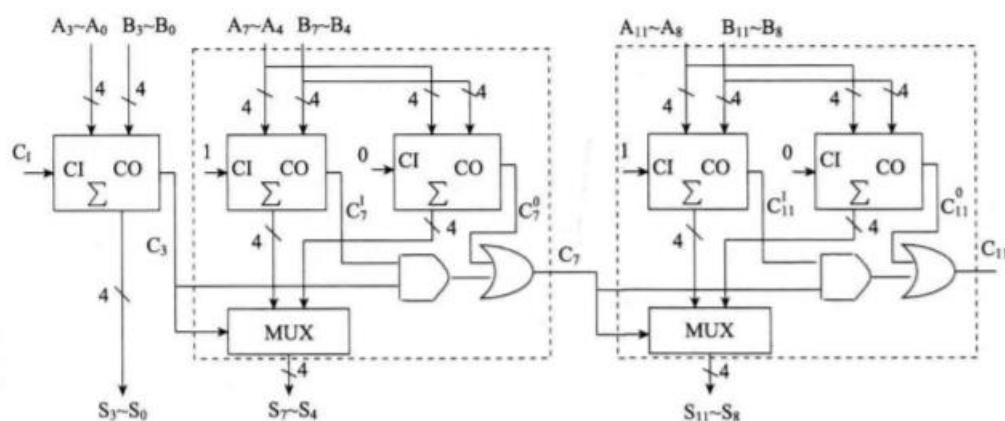 A₃~A₀ B₃~B₀ A₇~A₄ B₇~B₄ A₁₁~A₈ B₁₁~B₈
4 4 4 4 4 4 4 4 4 4
C_I CI CO 1 CI CO 0 CI CO 1 CI CO 0 CI CO
∑ ∑ ∑ ∑ ∑
C₃ 4 C₇¹ 4 C₇⁰ C₇ 4 C₁₁¹ 4 C₁₁⁰ C₁₁
4 MUX MUX
4 4
S₃~S₀ S₇~S₄ S₁₁~S₈